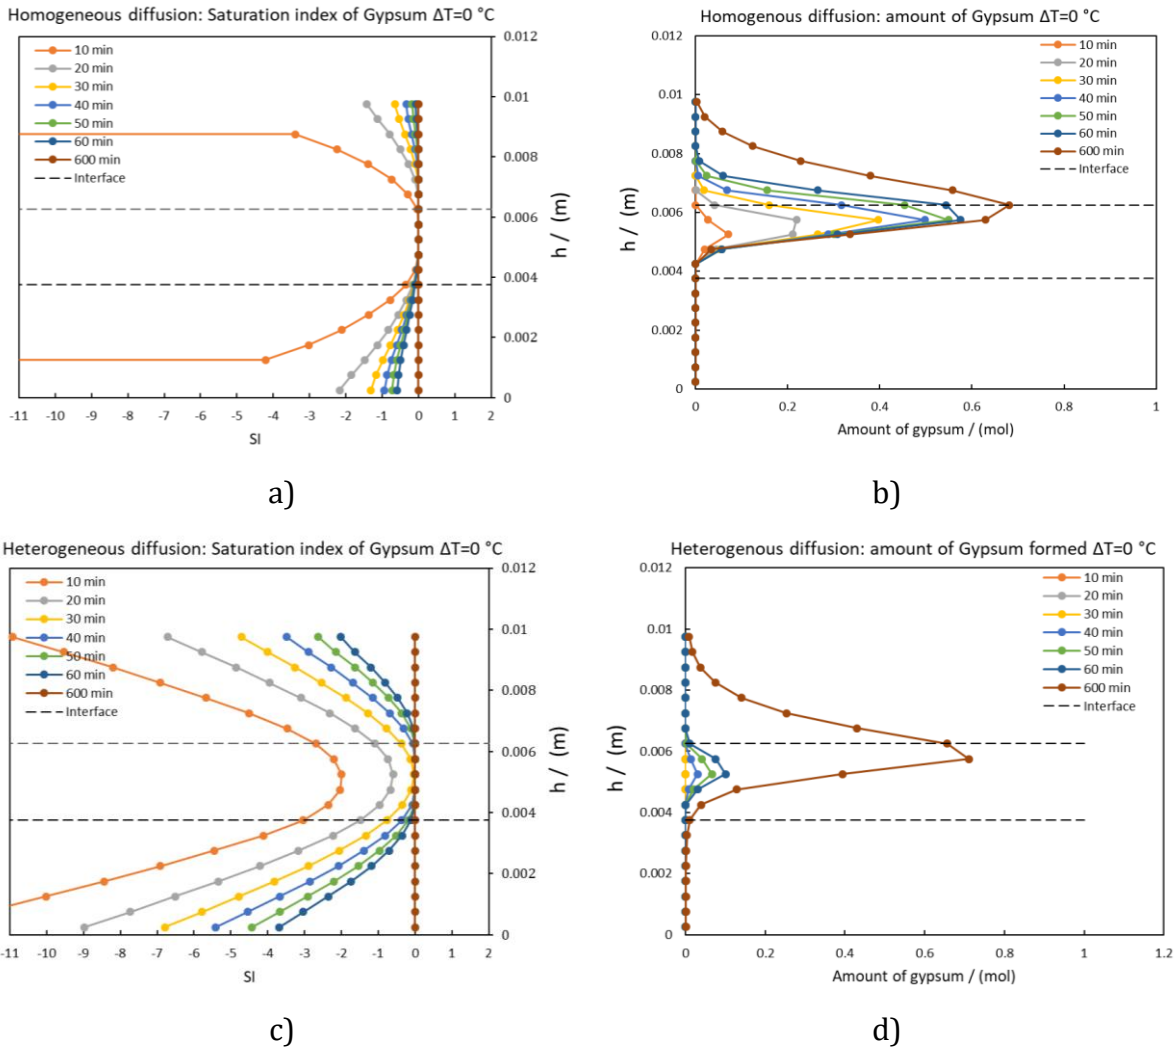 Homogenous diffusion: Saturation index of Gypsum ΔT=0 °C
0.012
10 min
20 min
30 min
40 min
50 min
60 min
600 min
Interface
0.01
0.008
0.006
0.004
0.002
0
h / (m)
-11 -10 -9 -8 -7 -6 -5 -4 -3 -2 -1 0 1 2
SI
a)
Homogenous diffusion: amount of Gypsum ΔT=0 °C
0.012
10 min
20 min
30 min
40 min
50 min
60 min
600 min
Interface
0.01
0.008
0.006
0.004
0.002
0
h / (m)
0 0.2 0.4 0.6 0.8 1
Amount of gypsum / (mol)
b)
Heterogeneous diffusion: Saturation index of Gypsum ΔT=0 °C
0.012
10 min
20 min
30 min
40 min
50 min
60 min
600 min
Interface
0.01
0.008
0.006
0.004
0.002
0
h / (m)
-11 -10 -9 -8 -7 -6 -5 -4 -3 -2 -1 0 1 2
SI
c)
Heterogenous diffusion: amount of Gypsum formed ΔT=0 °C
0.012
10 min
20 min
30 min
40 min
50 min
60 min
600 min
Interface
0.01
0.008
0.006
0.004
0.002
0
h / (m)
0 0.2 0.4 0.6 0.8 1 1.2
Amount of gypsum / (mol)
d)